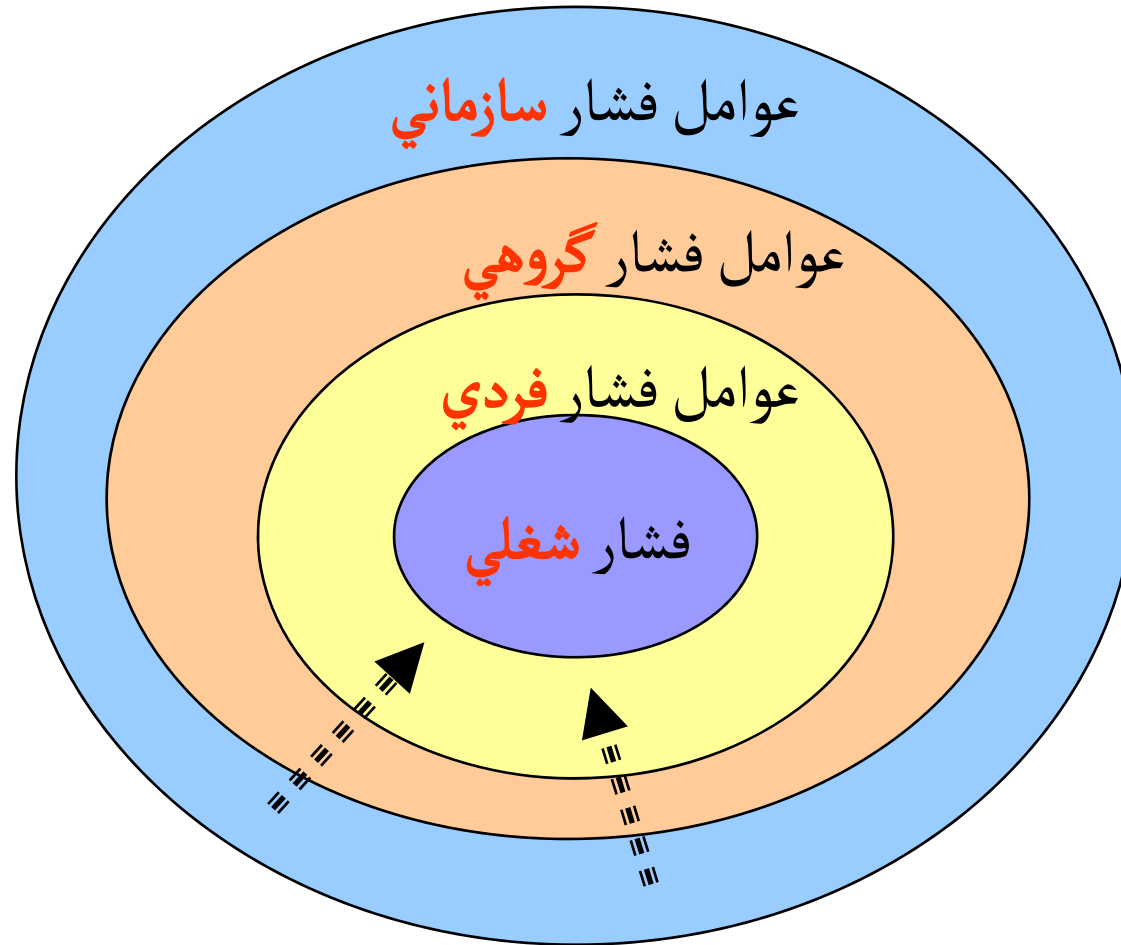 عوامل فشار سازماني
عوامل فشار گروهي
عوامل فشار فردي
فشار شغلي